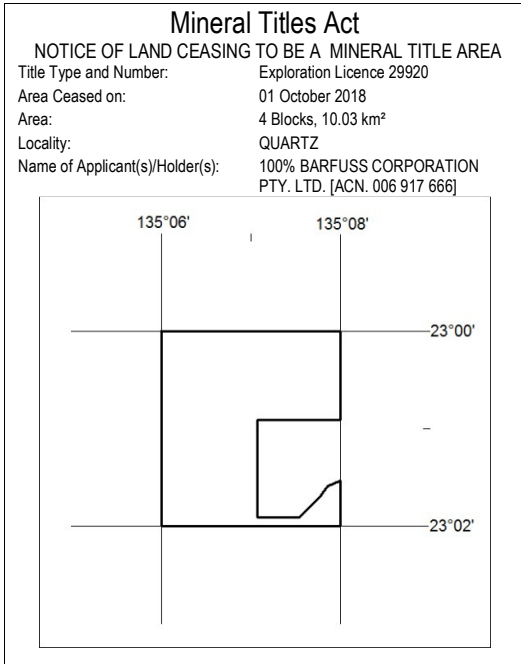 Mineral Titles Act
NOTICE OF LAND CEASING TO BE A MINERAL TITLE AREA
Title Type and Number: Exploration Licence 29920
Area Ceased on: 01 October 2018
Area: 4 Blocks, 10.03 km²
Locality: QUARTZ
Name of Applicant(s)/Holder(s): 100% BARFUSS CORPORATION
PTY. LTD. [ACN. 006 917 666]
135°06' 135°08'
23°00'
23°02'